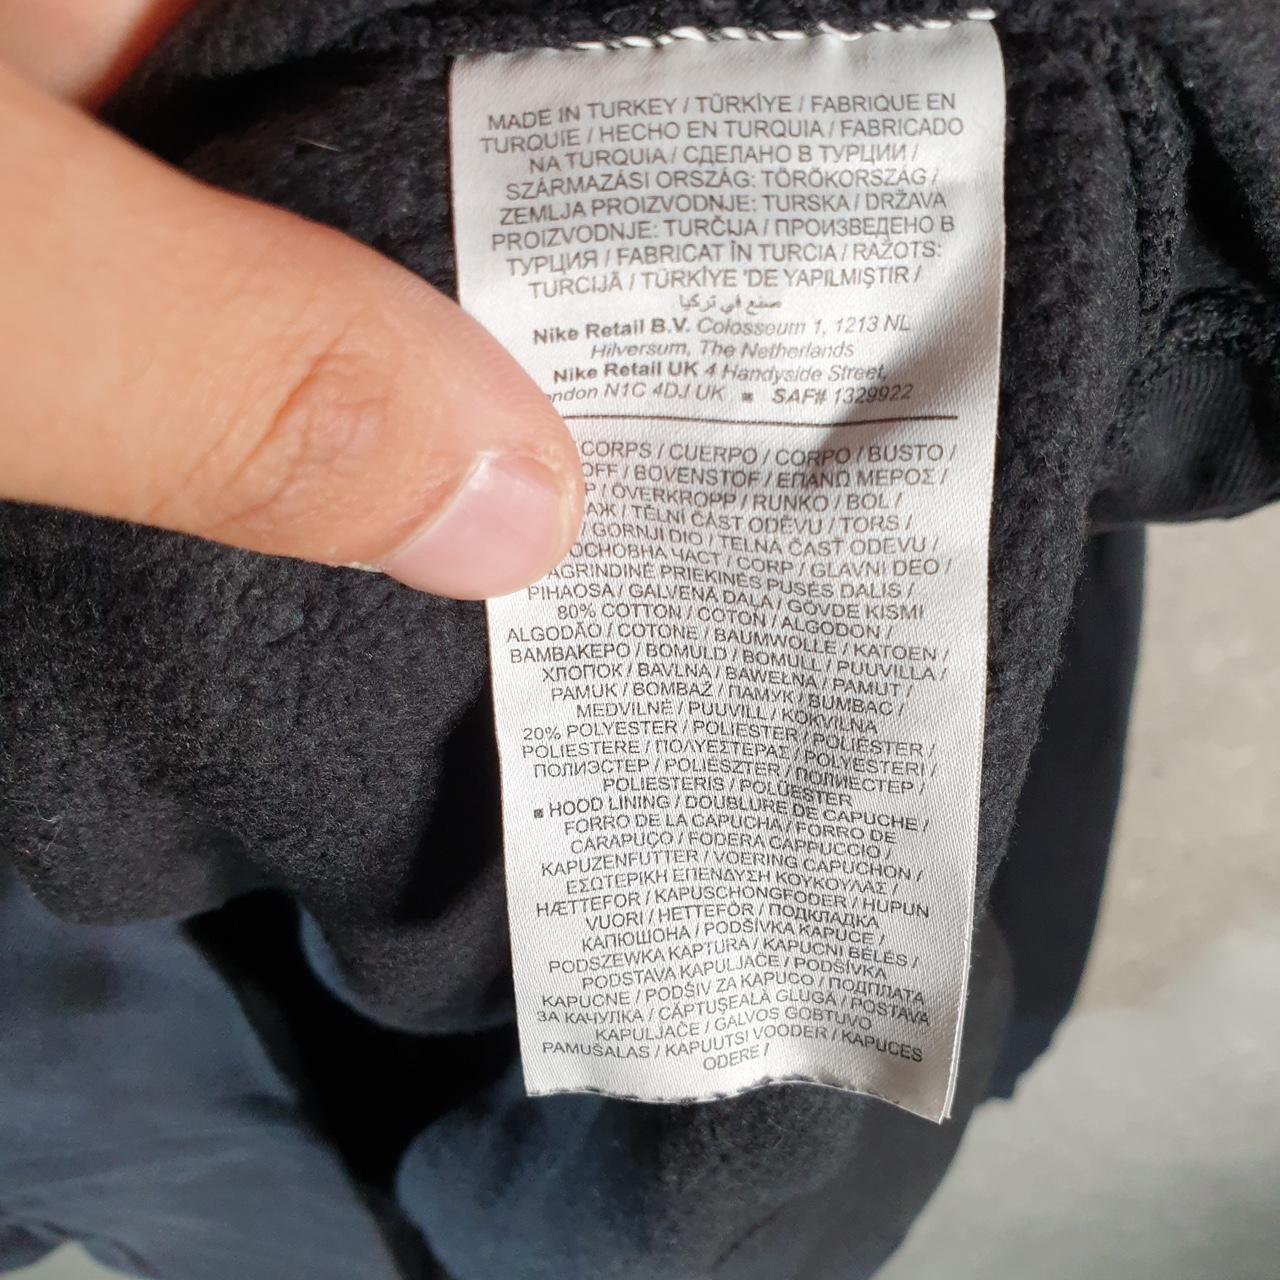 MADE IN TURKEY / TÜRKİYE / FABRIQUE EN
TURQUIE / HECHO EN TURQUIA / FABRICADO
NA TURQUIA / СДЕЛАНО В ТУРЦИИ /
SZÁRMAZÁSI ORSZÁG: TÖRÖKORSZÁG /
ZEMLJA PROIZVODNJE: TURSKA / DRŽAVA
PROIZVODNJE: TURČIJA / ПРОИЗВЕДЕНО В
ТУРЦИЯ / FABRICAT ÎN TURCIA / RAŽOTS:
TURCIJĀ / TÜRKİYE 'DE YAPILMIŞTIR /
صنع في تركيا
Nike Retail B.V. Colosseum 1, 1213 NL
Hilversum, The Netherlands
Nike Retail UK 4 Handyside Street,
ondon N1C 4DJ UK ■ SAF# 1329922
CORPS / CUERPO / CORPO / BUSTO /
OFF / BOVENSTOF / ΕΠΑΝΩ ΜΕΡΟΣ /
P / OVERKROPP / RUNKO / BOL /
АЖ / TĚLNÍ ČÁST ODĚVU / TORS /
GORNJI DIO / TELNÁ ČASŤ ODEVU /
ОСНОВНА ЧАСТ / CORP / GLAVNI DEO /
AGRINDINĖ PRIEKINĖS PUSĖS DALIS /
PIHAOSA / GALVENĀ DAĻA / GÖVDE KISMI
80% COTTON / COTON / ALGODON /
ALGODÃO / COTONE / BAUMWOLLE / KATOEN /
ΒΑΜΒΑΚΕΡΟ / BOMULD / BOMULL / PUUVILLA /
ХЛОПОК / BAVLNA / BAWEŁNA / PAMUT /
PAMUK / BOMBAŽ / ПАМУК / BUMBAC /
MEDVILNĖ / PUUVILL / KOKVILNA
20% POLYESTER / POLIESTER / POLIÉSTER /
POLIESTERE / ΠΟΛΥΕΣΤΕΡΑΣ / POLYESTERI /
ПОЛИЭСТЕР / POLIESZTER / ПОЛИЕСТЕР /
POLIESTERIS / POLÜESTER
■ HOOD LINING / DOUBLURE DE CAPUCHE /
FORRO DE LA CAPUCHA / FORRO DE
CARAPUÇO / FODERA CAPPUCCIO /
KAPUZENFUTTER / VOERING CAPUCHON /
ΕΣΩΤΕΡΙΚΗ ΕΠΕΝΔΥΣΗ ΚΟΥΚΟΥΛΑΣ /
HÆTTEFOR / KAPUSCHONGFODER / HUPUN
VUORI / HETTEFÔR / ПОДКЛАДКА
КАПЮШОНА / PODŠÍVKA KAPUCE /
PODSZEWKA KAPTURA / KAPUCNI BÉLÉS /
PODSTAVA KAPULJAČE / PODŠÍVKA
KAPUCNE / PODŠIV ZA KAPUCO / ПОДПЛАТА
ЗА КАЧУЛКА / CĂPTUŞEALĂ GLUGĂ / POSTAVA
KAPULJAČE / GALVOS GOBTUVO
PAMUŠALAS / KAPUUTSI VOODER / KAPUCES
ODERE /